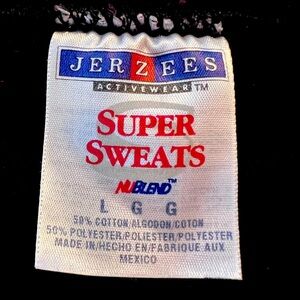 JERZEES
ACTIVEWEAR™
SUPER
SWEATS
NUBLEND™
L G G
50% COTTON/ALGODON/COTON
50% POLYESTER/POLIESTER/POLYESTER
MADE IN/HECHO EN/FABRIQUE AUX
MEXICO